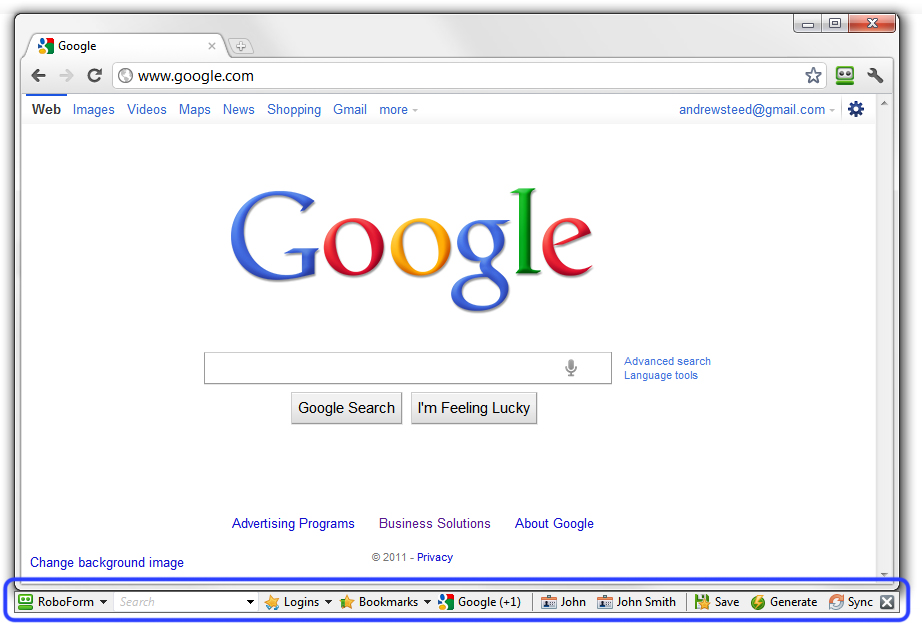 Google
www.google.com
Web Images Videos Maps News Shopping Gmail more andrewsteed@gmail.com
Google
Advanced search
Language tools
Google Search I'm Feeling Lucky
Advertising Programs Business Solutions About Google
© 2011 - Privacy
Change background image
RoboForm Search Logins Bookmarks Google (+1) John John Smith Save Generate Sync